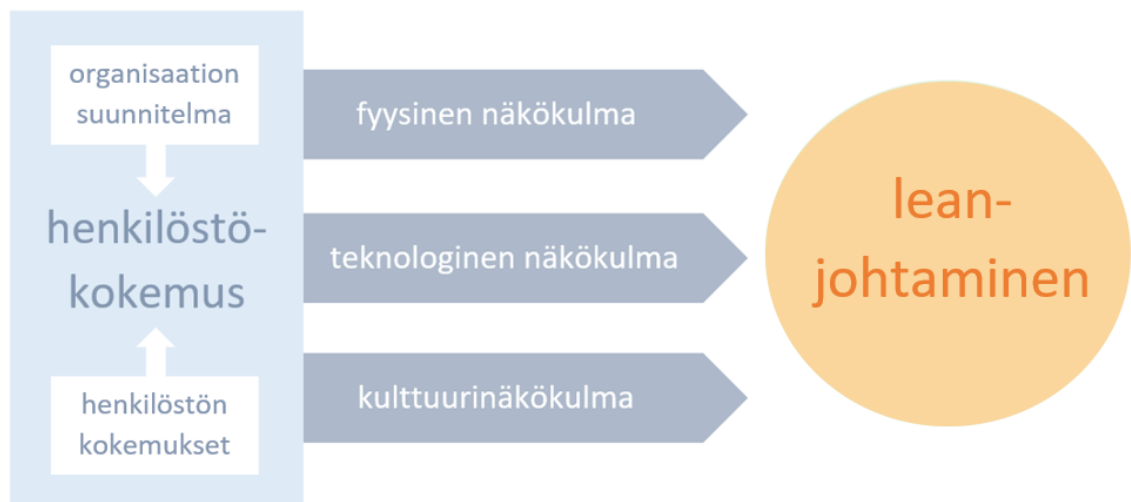 organisaation
suunnitelma
henkilöstö-
kokemus
henkilöstön
kokemukset
fyysinen näkökulma
teknologinen näkökulma
kulttuurinäkökulma
lean-
johtaminen